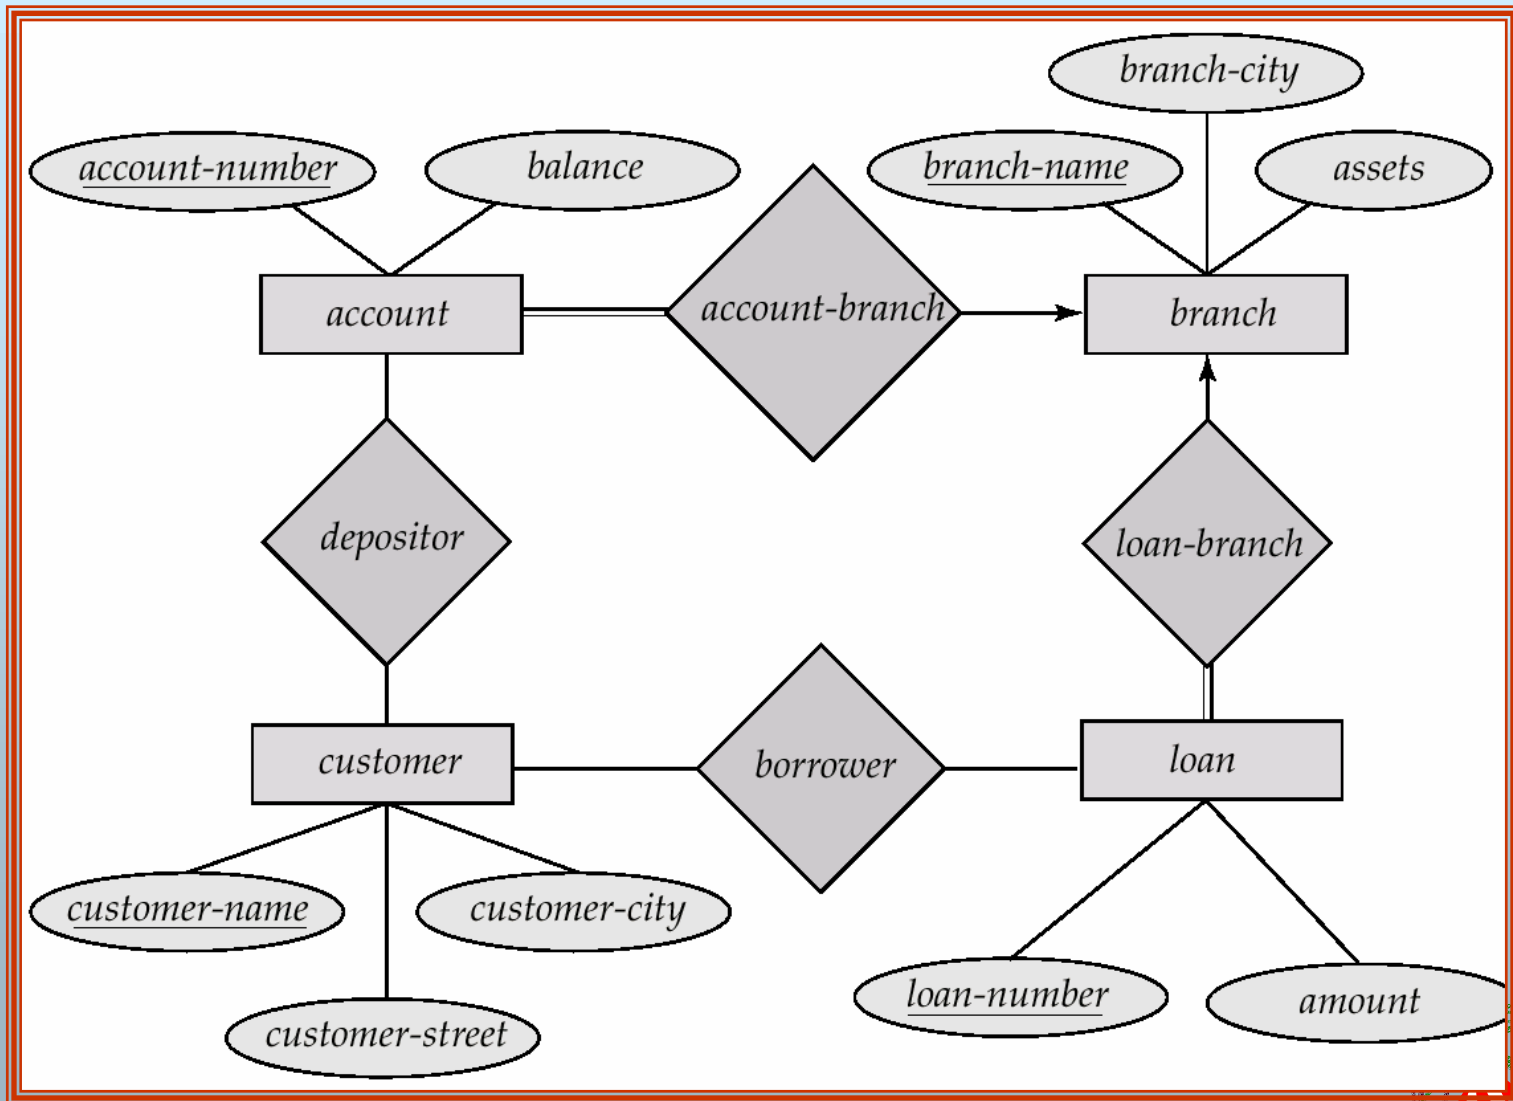 branch-city
account-number
balance
branch-name
assets
account
account-branch
branch
depositor
loan-branch
customer
borrower
loan
customer-name
customer-city
loan-number
amount
customer-street